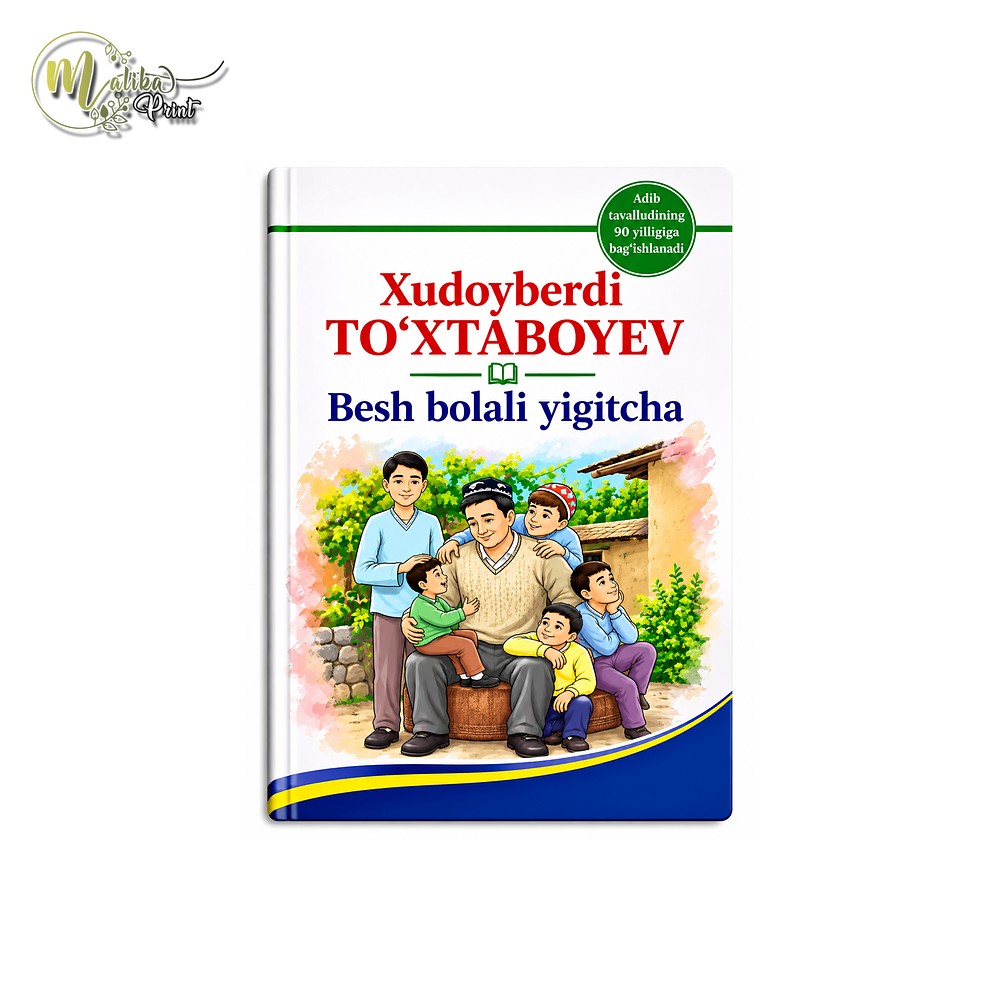 Malika
Print
Adib
tavalludining
90 yilligiga
bag‘ishlanadi
Xudoyberdi
TO‘XTABOYEV
Besh bolali yigitcha